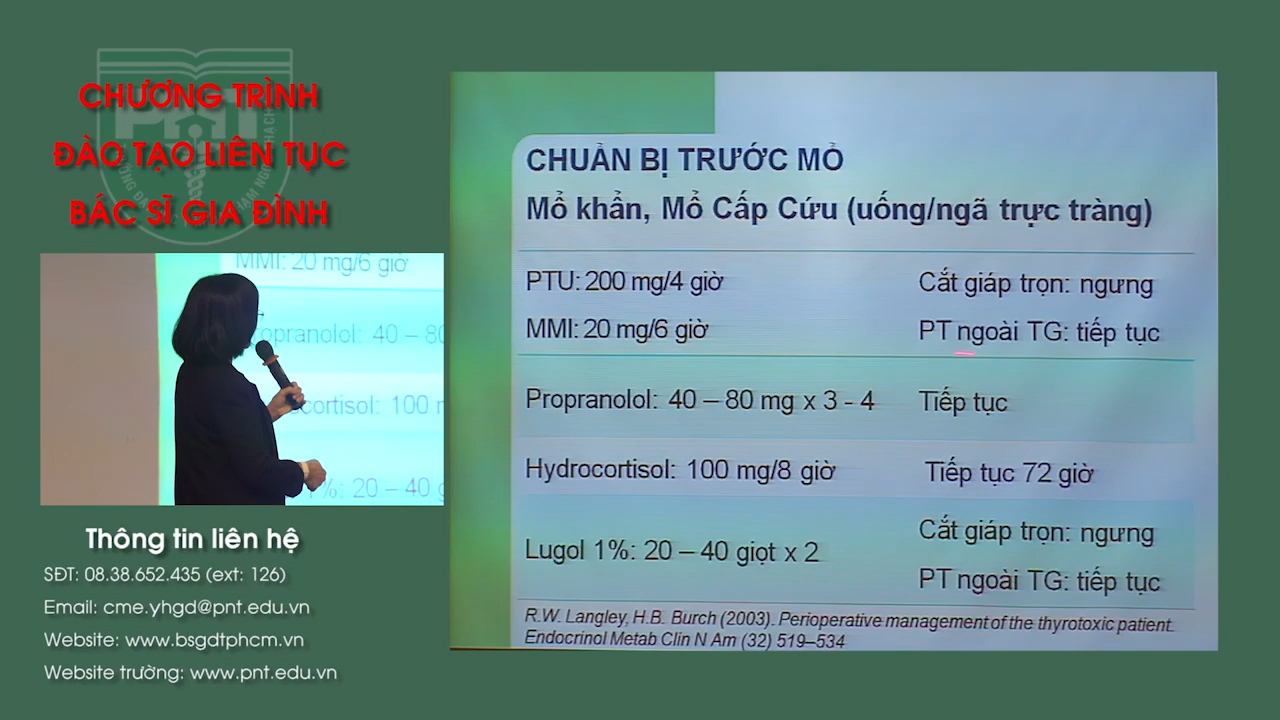 CHƯƠNG TRÌNH
ĐÀO TẠO LIÊN TỤC
BÁC SĨ GIA ĐÌNH
MMI: 20 mg/6 giờ
opranolol: 40 – 80
cortisol: 100 m
%: 20 – 40 g
Thông tin liên hệ
SĐT: 08.38.652.435 (ext: 126)
Email: cme.yhgd@pnt.edu.vn
Website: www.bsgdtphcm.vn
Website trường: www.pnt.edu.vn
CHUẨN BỊ TRƯỚC MỔ
Mổ khẩn, Mổ Cấp Cứu (uống/ngã trực tràng)
PTU: 200 mg/4 giờ
Cắt giáp trọn: ngưng
MMI: 20 mg/6 giờ
PT ngoài TG: tiếp tục
Propranolol: 40 – 80 mg x 3 - 4
Tiếp tục
Hydrocortisol: 100 mg/8 giờ
Tiếp tục 72 giờ
Lugol 1%: 20 – 40 giọt x 2
Cắt giáp trọn: ngưng
PT ngoài TG: tiếp tục
R.W. Langley, H.B. Burch (2003). Perioperative management of the thyrotoxic patient.
Endocrinol Metab Clin N Am (32) 519–534